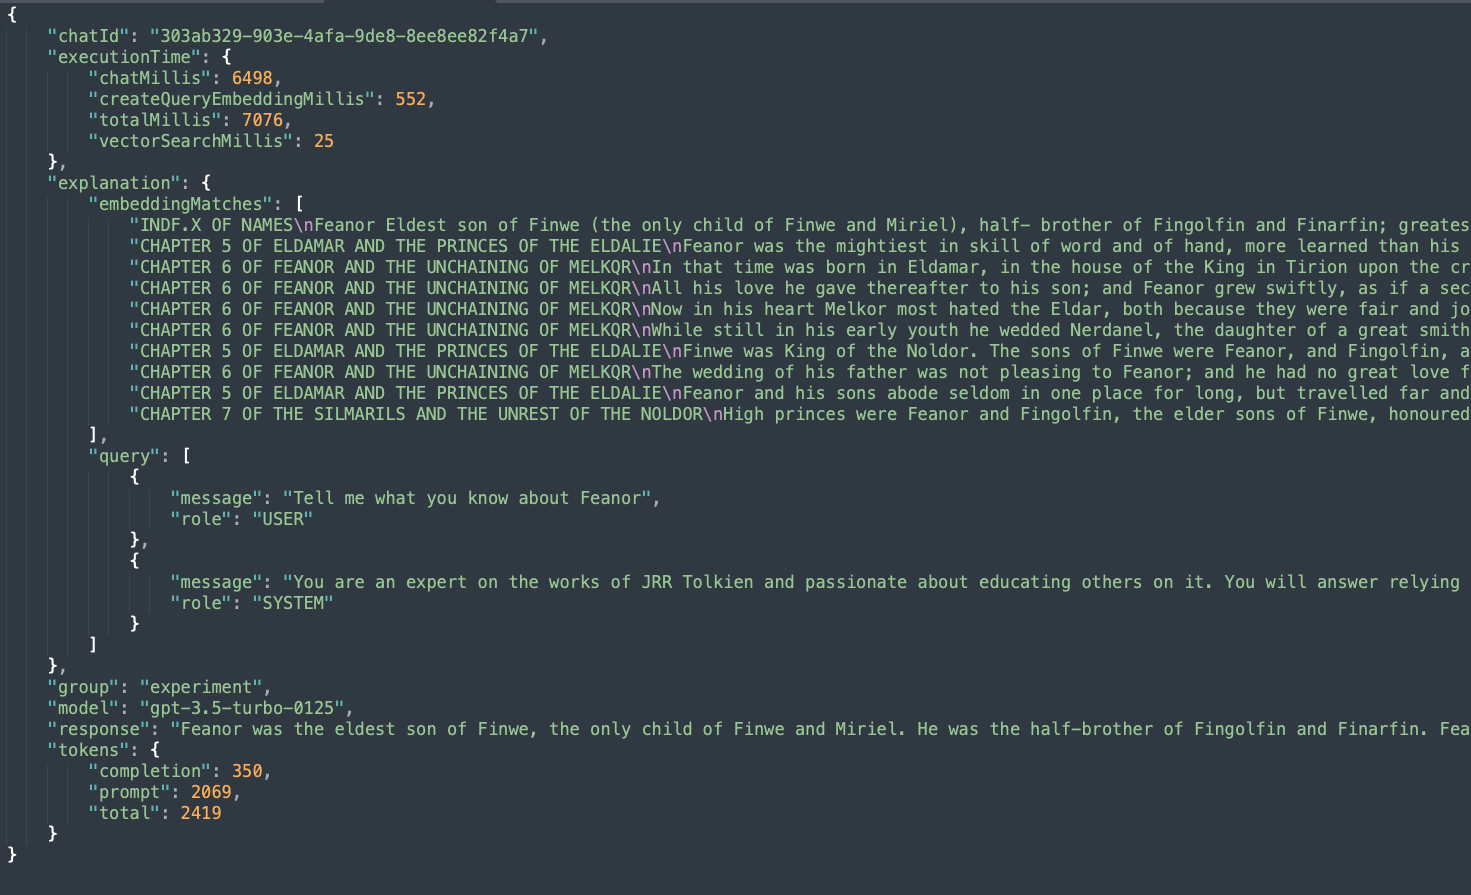 {
"chatId": "303ab329-903e-4afa-9de8-8ee8ee82f4a7",
"executionTime": {
"chatMillis": 6498,
"createQueryEmbeddingMillis": 552,
"totalMillis": 7076,
"vectorSearchMillis": 25
},
"explanation": {
"embeddingMatches": [
"INDF.X OF NAMES\nFeanor Eldest son of Finwe (the only child of Finwe and Miriel), half- brother of Fingolfin and Finarfin; greates
"CHAPTER 5 OF ELDAMAR AND THE PRINCES OF THE ELDALIE\nFeanor was the mightiest in skill of word and of hand, more learned than his
"CHAPTER 6 OF FEANOR AND THE UNCHAINING OF MELKQR\nIn that time was born in Eldamar, in the house of the King in Tirion upon the cr
"CHAPTER 6 OF FEANOR AND THE UNCHAINING OF MELKQR\nAll his love he gave thereafter to his son; and Feanor grew swiftly, as if a sec
"CHAPTER 6 OF FEANOR AND THE UNCHAINING OF MELKQR\nNow in his heart Melkor most hated the Eldar, both because they were fair and jo
"CHAPTER 6 OF FEANOR AND THE UNCHAINING OF MELKQR\nWhile still in his early youth he wedded Nerdanel, the daughter of a great smith
"CHAPTER 5 OF ELDAMAR AND THE PRINCES OF THE ELDALIE\nFinwe was King of the Noldor. The sons of Finwe were Feanor, and Fingolfin, a
"CHAPTER 6 OF FEANOR AND THE UNCHAINING OF MELKQR\nThe wedding of his father was not pleasing to Feanor; and he had no great love f
"CHAPTER 5 OF ELDAMAR AND THE PRINCES OF THE ELDALIE\nFeanor and his sons abode seldom in one place for long, but travelled far and
"CHAPTER 7 OF THE SILMARILS AND THE UNREST OF THE NOLDOR\nHigh princes were Feanor and Fingolfin, the elder sons of Finwe, honoured
],
"query": [
{
"message": "Tell me what you know about Feanor",
"role": "USER"
},
{
"message": "You are an expert on the works of JRR Tolkien and passionate about educating others on it. You will answer relying
"role": "SYSTEM"
}
]
},
"group": "experiment",
"model": "gpt-3.5-turbo-0125",
"response": "Feanor was the eldest son of Finwe, the only child of Finwe and Miriel. He was the half-brother of Fingolfin and Finarfin. Fea
"tokens": {
"completion": 350,
"prompt": 2069,
"total": 2419
}
}